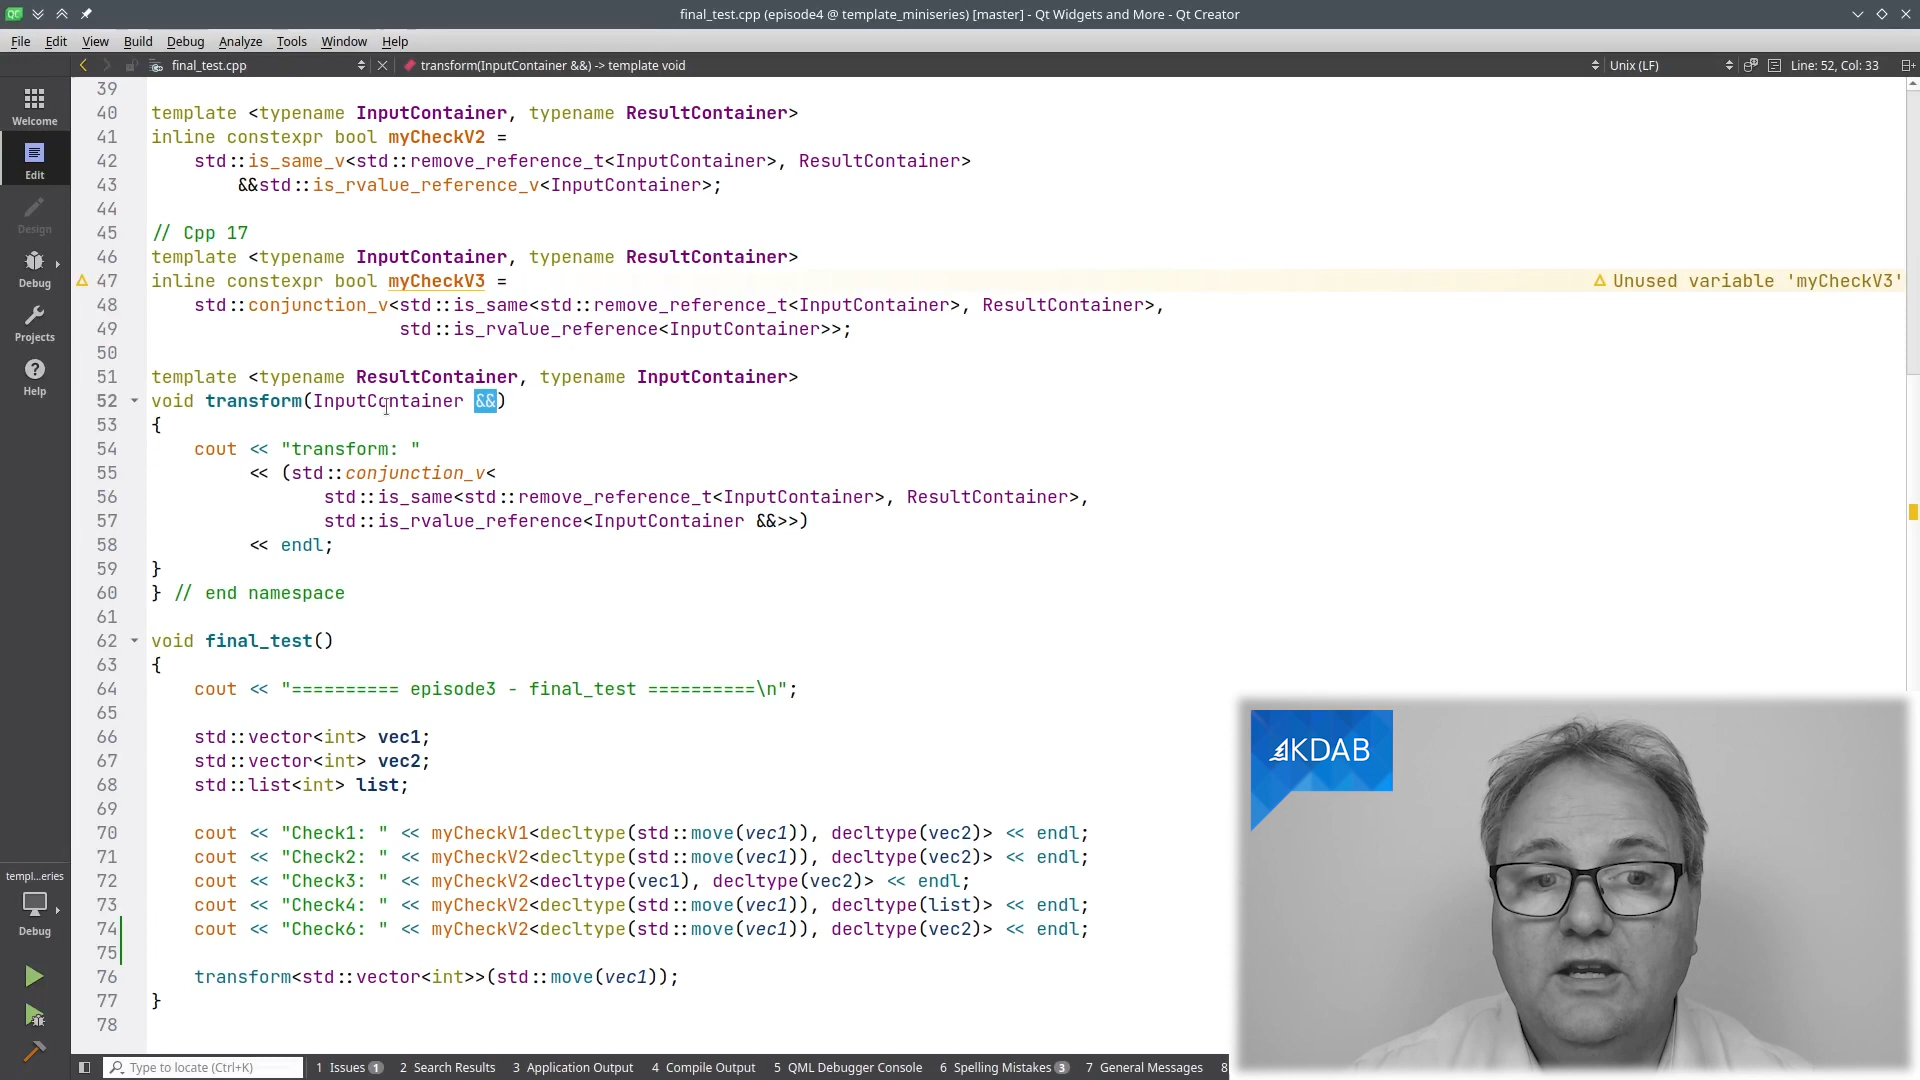 final_test.cpp (episode4 @ template_miniseries) [master] - Qt Widgets and More - Qt Creator
File Edit View Build Debug Analyze Tools Window Help
final_test.cpp transform(InputContainer &&) -> template void Unix (LF) Line: 52, Col: 33
Welcome
Edit
Design
Debug
Projects
Help
templ...eries
Debug
39
40 template <typename InputContainer, typename ResultContainer>
41 inline constexpr bool myCheckV2 =
42 std::is_same_v<std::remove_reference_t<InputContainer>, ResultContainer>
43 &&std::is_rvalue_reference_v<InputContainer>;
44
45 // Cpp 17
46 template <typename InputContainer, typename ResultContainer>
47 inline constexpr bool myCheckV3 = Unused variable 'myCheckV3'
48 std::conjunction_v<std::is_same<std::remove_reference_t<InputContainer>, ResultContainer>,
49 std::is_rvalue_reference<InputContainer>>;
50
51 template <typename ResultContainer, typename InputContainer>
52 void transform(InputContainer &&)
53 {
54 cout << "transform: "
55 << (std::conjunction_v<
56 std::is_same<std::remove_reference_t<InputContainer>, ResultContainer>,
57 std::is_rvalue_reference<InputContainer &&>>)
58 << endl;
59 }
60 } // end namespace
61
62 void final_test()
63 {
64 cout << "========== episode3 - final_test ==========\n";
65
66 std::vector<int> vec1;
67 std::vector<int> vec2;
68 std::list<int> list;
69
70 cout << "Check1: " << myCheckV1<decltype(std::move(vec1)), decltype(vec2)> << endl;
71 cout << "Check2: " << myCheckV2<decltype(std::move(vec1)), decltype(vec2)> << endl;
72 cout << "Check3: " << myCheckV2<decltype(vec1), decltype(vec2)> << endl;
73 cout << "Check4: " << myCheckV2<decltype(std::move(vec1)), decltype(list)> << endl;
74 cout << "Check6: " << myCheckV2<decltype(std::move(vec1)), decltype(vec2)> << endl;
75
76 transform<std::vector<int>>(std::move(vec1));
77 }
78
KDAB
Type to locate (Ctrl+K) 1 Issues 1 2 Search Results 3 Application Output 4 Compile Output 5 QML Debugger Console 6 Spelling Mistakes 3 7 General Messages 8